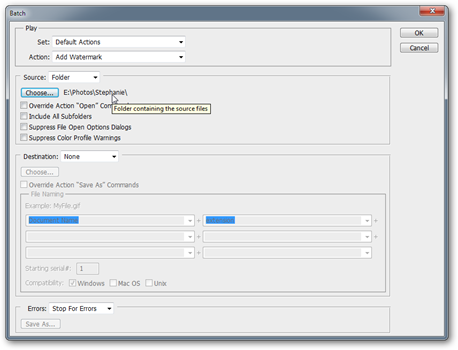 Batch
Play
Set: Default Actions
Action: Add Watermark
OK
Cancel
Source: Folder
Choose... E:\Photos\Stephanie\
Override Action "Open" Com
Folder containing the source files
Include All Subfolders
Suppress File Open Options Dialogs
Suppress Color Profile Warnings
Destination: None
Choose...
Override Action "Save As" Commands
File Naming
Example: MyFile.gif
Document Name + extension +
+ +
+
Starting serial#: 1
Compatibility: Windows Mac OS Unix
Errors: Stop For Errors
Save As...